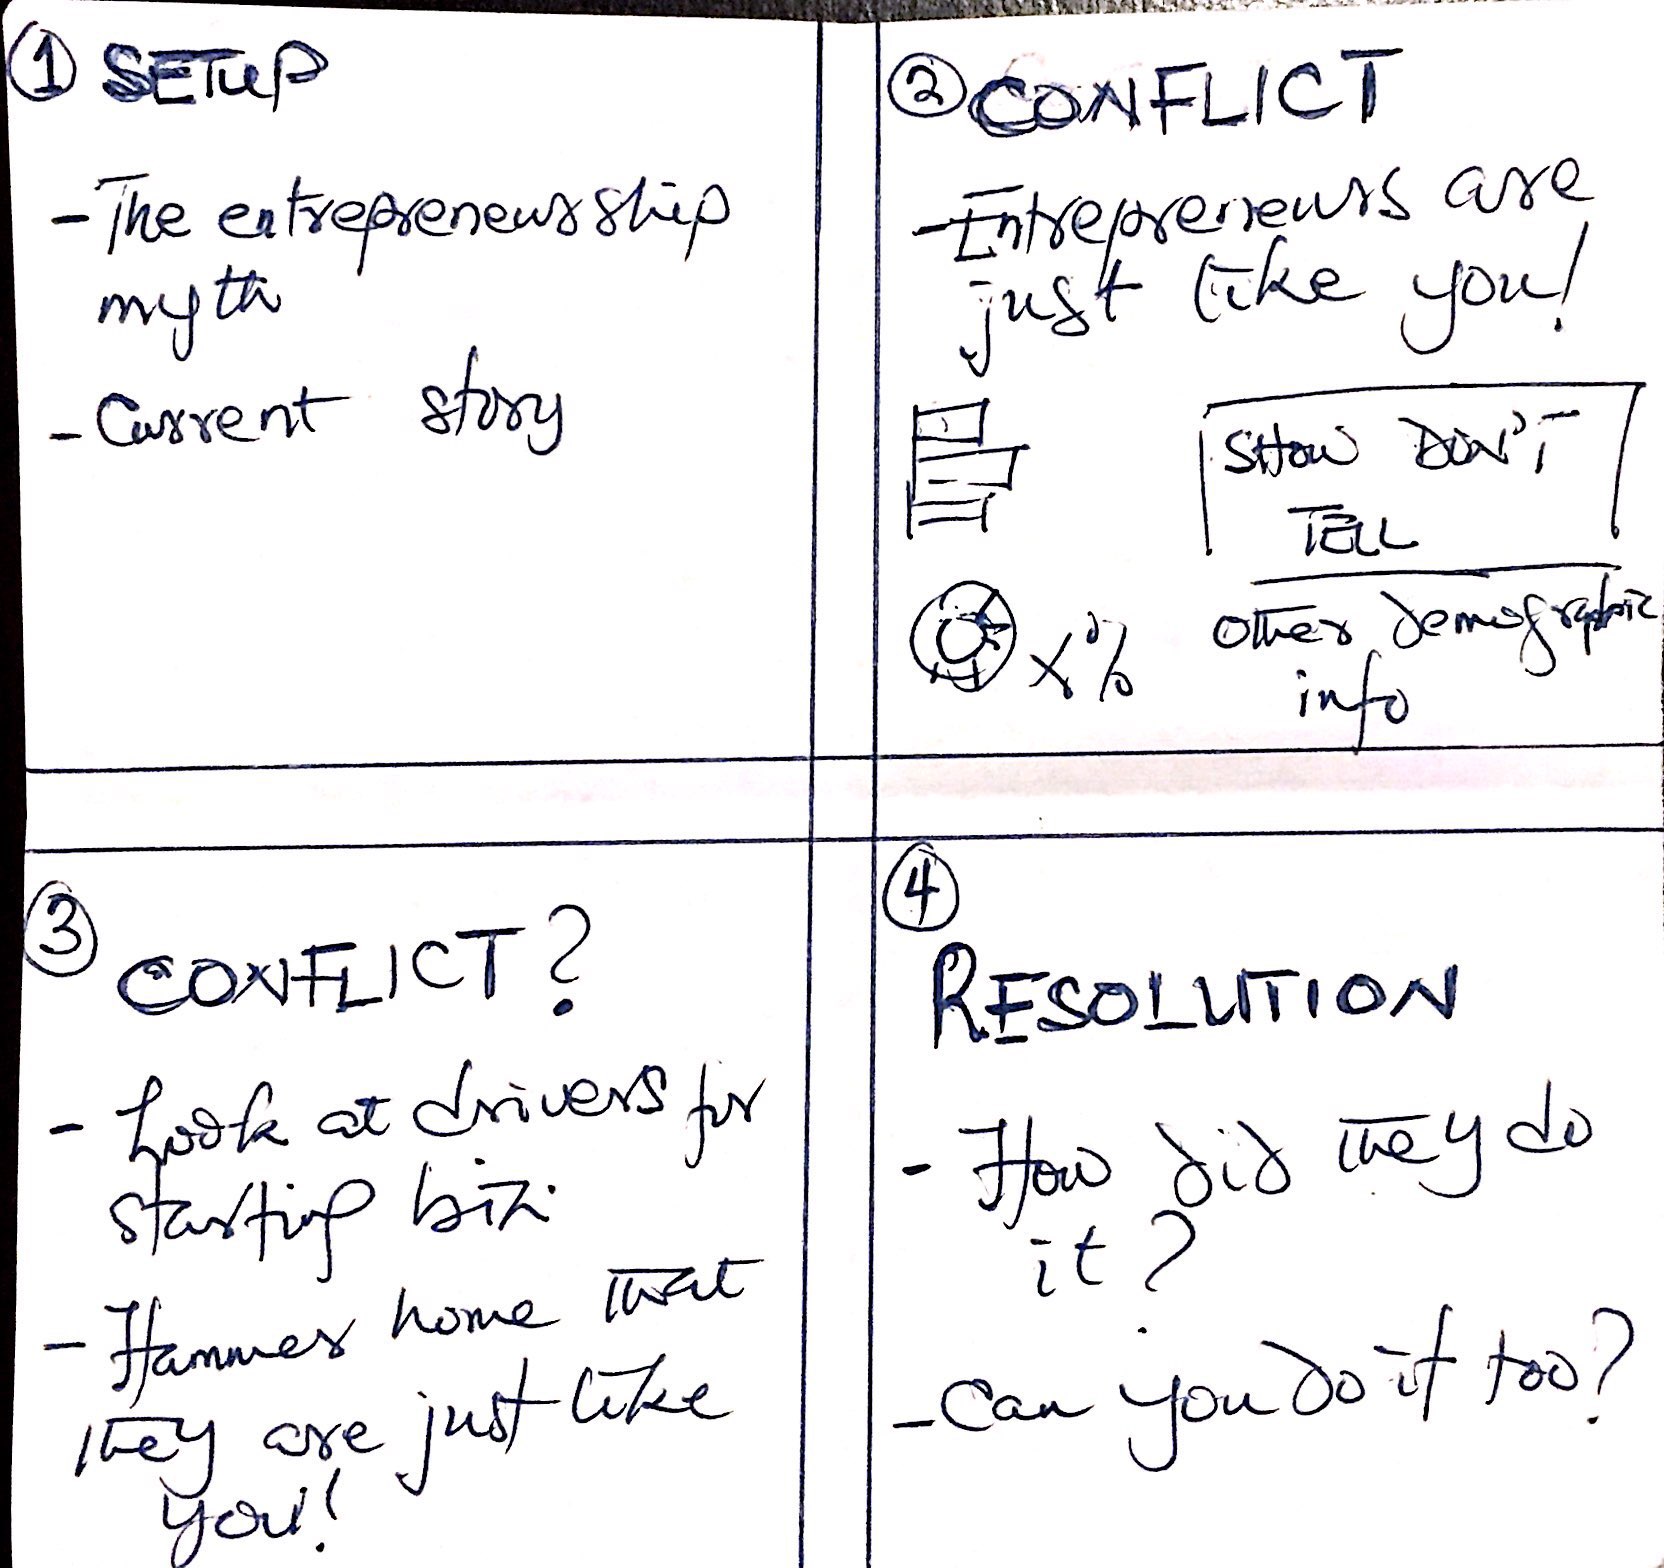 ① SETUP
- The entrepreneurship
myth
- Current story
② CONFLICT
- Entrepreneurs are
just like you!
SHOW DON'T
TELL
X%
other demographic
info
③
CONFLICT?
- Look at drivers for
starting biz.
- Hammer home that
they are just like
you!
④
RESOLUTION
- How did they do
it?
- Can you do it too?